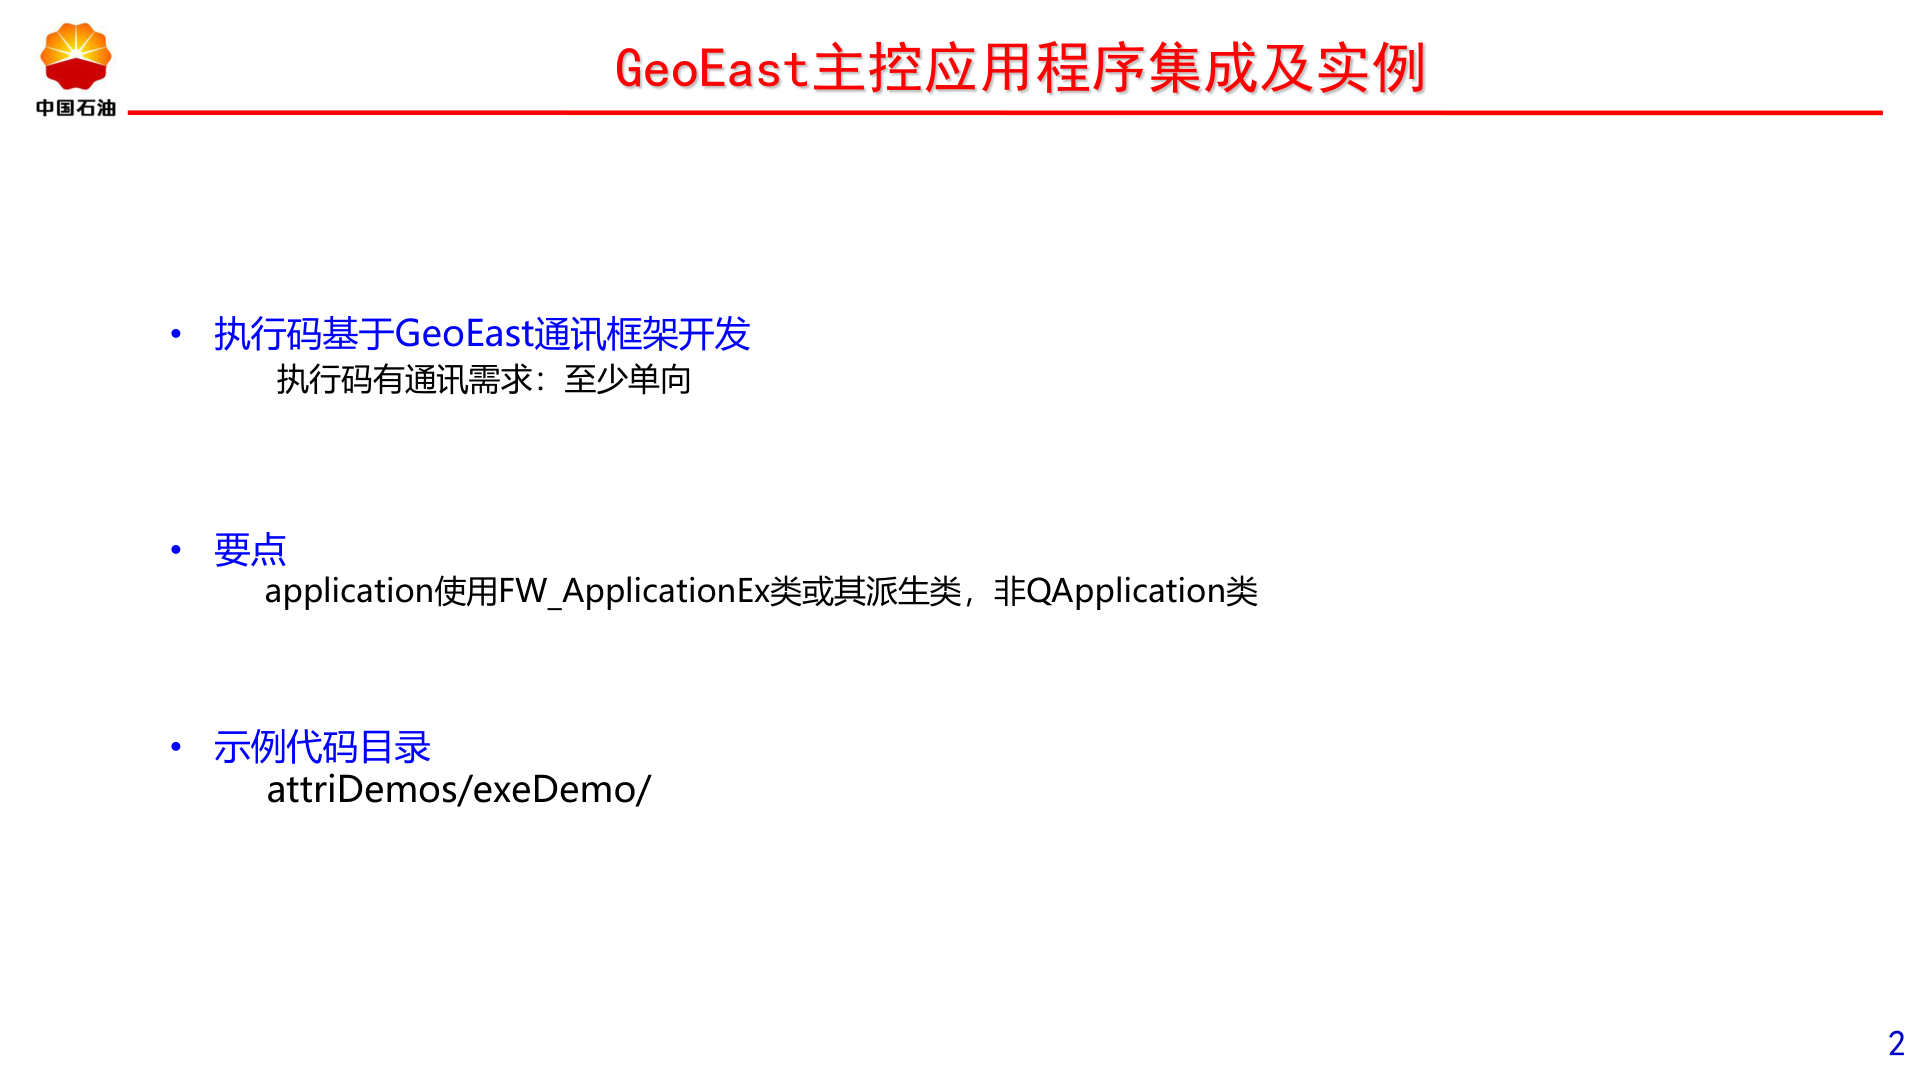 GeoEast主控应用程序集成及实例
中国石油
• 执行码基于GeoEast通讯框架开发
执行码有通讯需求：至少单向
• 要点
application使用FW_ApplicationEx类或其派生类，非QApplication类
• 示例代码目录
attriDemos/exeDemo/
2